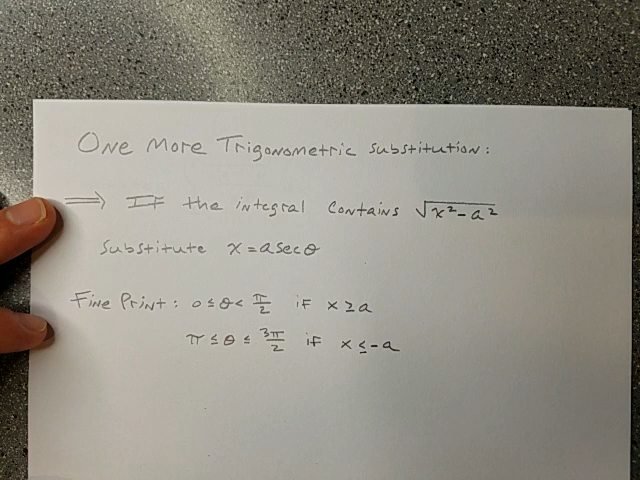 One More Trigonometric Substitution:
⇒ If the integral contains √(x²-a²)
Substitute x = a sec θ
Fine Print: 0 ≤ θ < π/2 if x ≥ a
π ≤ θ ≤ 3π/2 if x ≤ -a